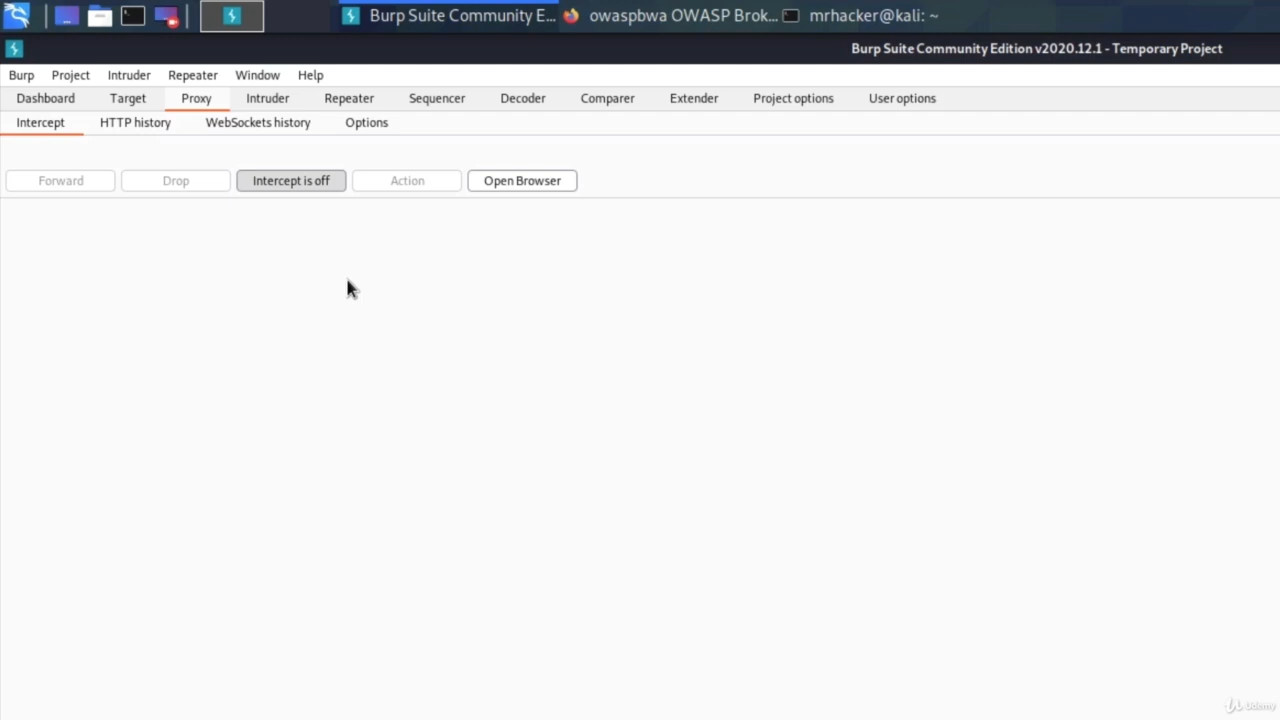 Burp Suite Community E... owaspbwa OWASP Brok... mrhacker@kali: ~
Burp Suite Community Edition v2020.12.1 - Temporary Project
Burp Project Intruder Repeater Window Help
Dashboard Target Proxy Intruder Repeater Sequencer Decoder Comparer Extender Project options User options
Intercept HTTP history WebSockets history Options
Forward Drop Intercept is off Action Open Browser
Udemy